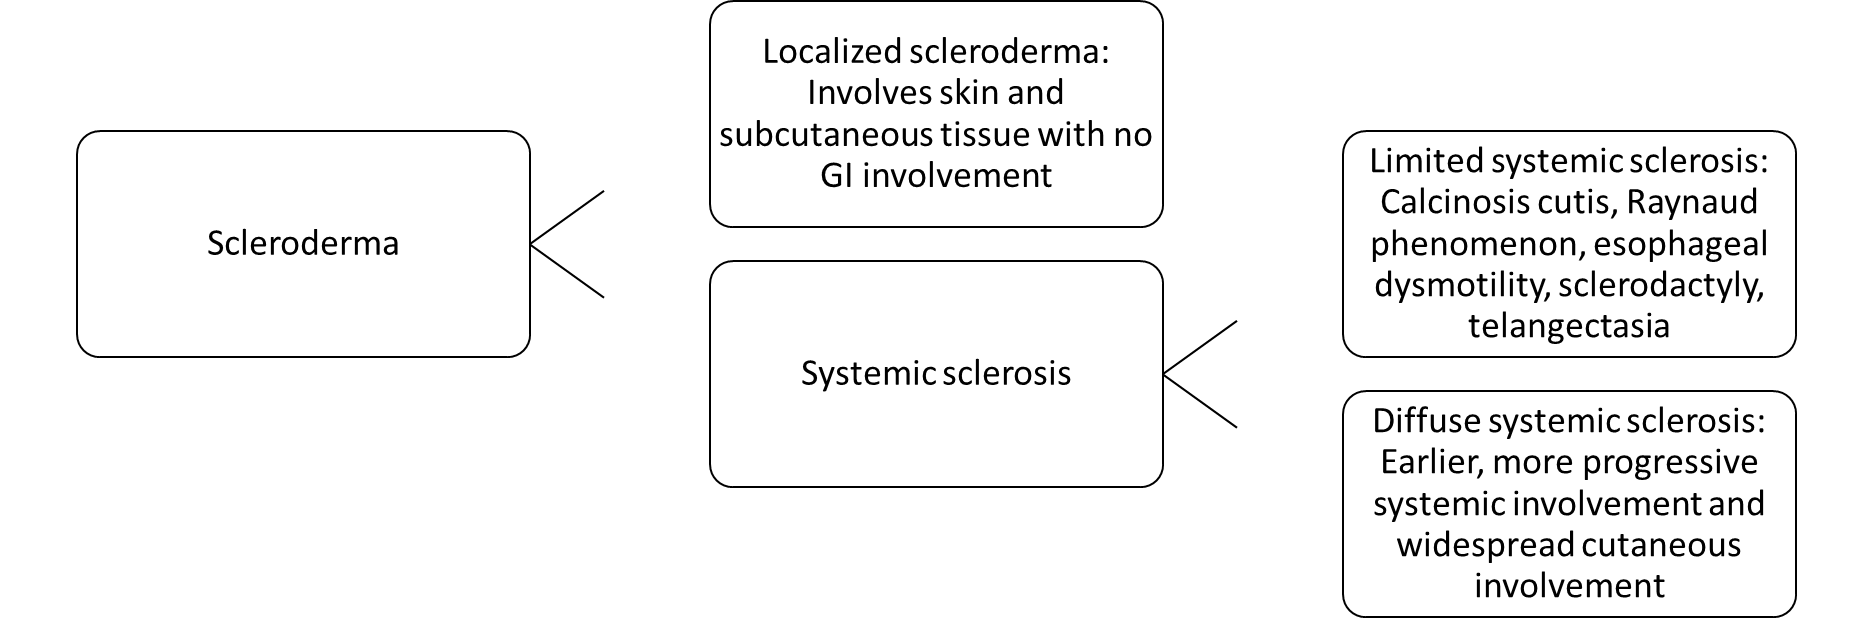 Scleroderma
Localized scleroderma:
Involves skin and
subcutaneous tissue with no
GI involvement
Systemic sclerosis
Limited systemic sclerosis:
Calcinosis cutis, Raynaud
phenomenon, esophageal
dysmotility, sclerodactyly,
telangectasia
Diffuse systemic sclerosis:
Earlier, more progressive
systemic involvement and
widespread cutaneous
involvement